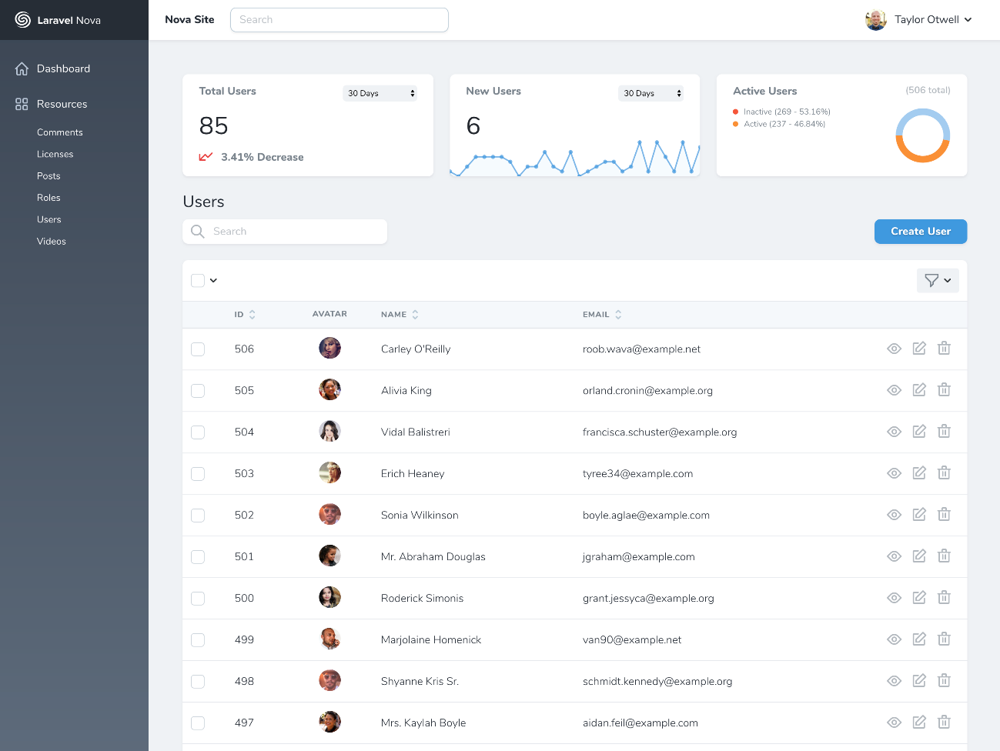 Laravel Nova
Nova Site
Search
Taylor Otwell
Dashboard
Resources
Comments
Licenses
Posts
Roles
Users
Videos
Total Users
30 Days
85
3.41% Decrease
New Users
30 Days
6
Active Users
(506 total)
Inactive (269 - 53.16%)
Active (237 - 46.84%)
Users
Search
Create User
ID AVATAR NAME EMAIL
506 Carley O'Reilly roob.wava@example.net
505 Alivia King orland.cronin@example.org
504 Vidal Balistreri francisca.schuster@example.org
503 Erich Heaney tyree34@example.com
502 Sonia Wilkinson boyle.aglae@example.com
501 Mr. Abraham Douglas jgraham@example.com
500 Roderick Simonis grant.jessyca@example.org
499 Marjolaine Homenick van90@example.net
498 Shyanne Kris Sr. schmidt.kennedy@example.org
497 Mrs. Kaylah Boyle aidan.feil@example.com